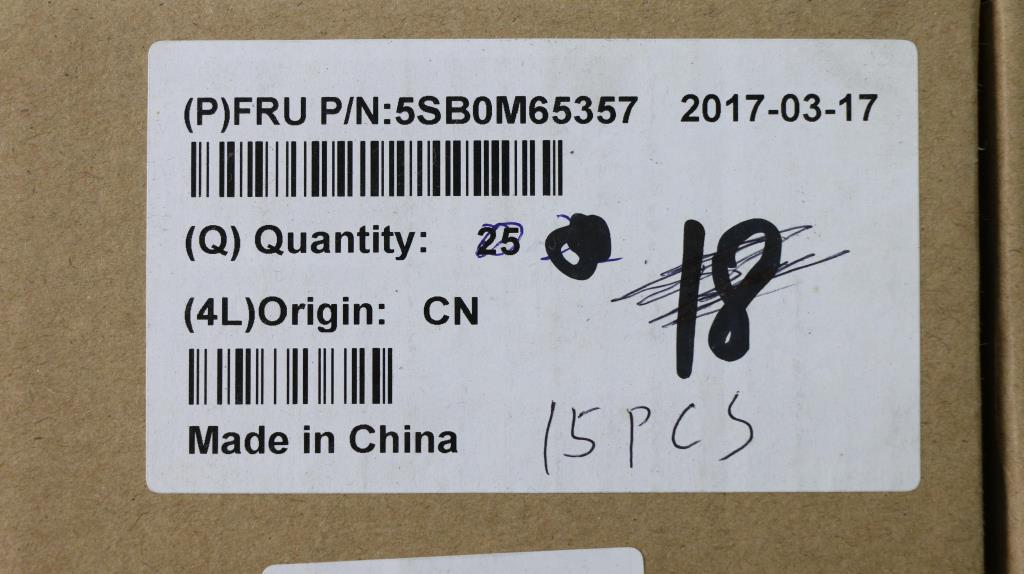 (P)FRU P/N:5SB0M65357 2017-03-17
(Q) Quantity: 25
18
(4L)Origin: CN
15PCS
Made in China